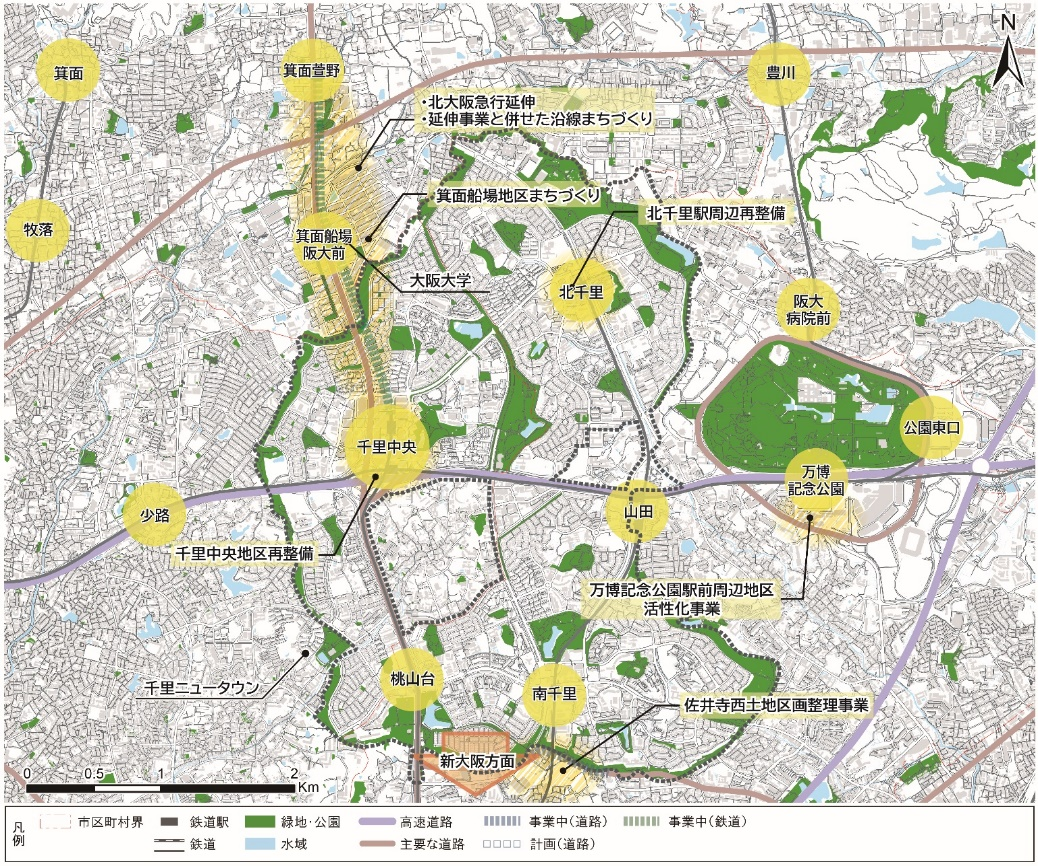 N
箕面
箕面萱野
豊川
・北大阪急行延伸
・延伸事業と併せた沿線まちづくり
箕面船場地区まちづくり
北千里駅周辺再整備
牧落
箕面船場
阪大前
大阪大学
北千里
阪大
病院前
千里中央
公園東口
万博
記念公園
少路
山田
千里中央地区再整備
万博記念公園駅前周辺地区
活性化事業
千里ニュータウン
桃山台
南千里
佐井寺西土地区画整理事業
新大阪方面
0 0.5 1 2
Km
凡例
市区町村界 鉄道駅 緑地・公園 高速道路 事業中(道路) 事業中(鉄道)
鉄道 水域 主要な道路 計画(道路)